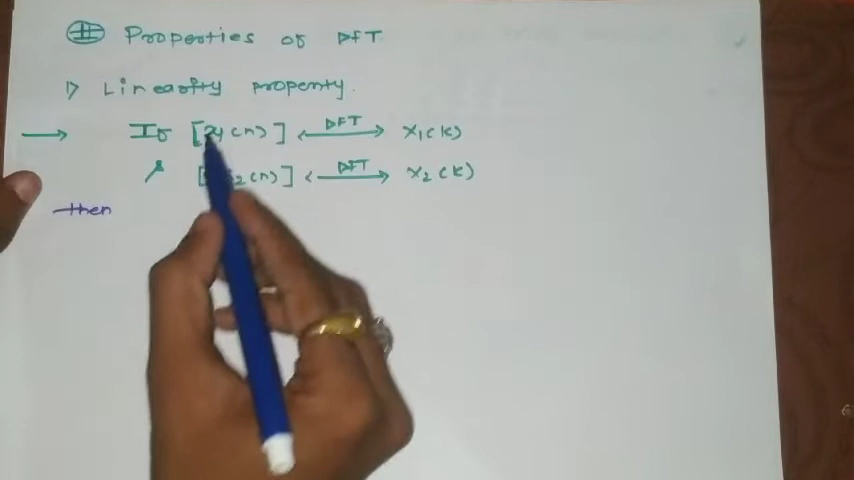 # Properties of DFT
1> Linearity property.
→ If [x1(n)] <—DFT—> X1(k)
& [x2(n)] <—DFT—> X2(k)
then